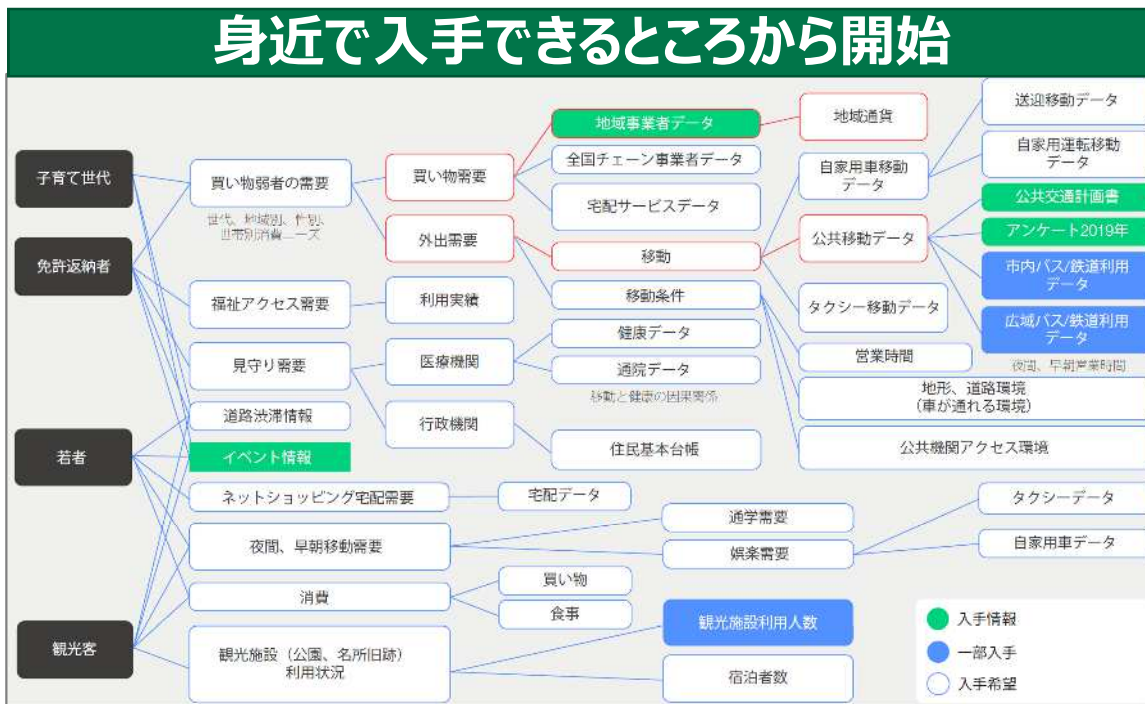 身近で入手できるところから開始
子育て世代
免許返納者
若者
観光客
買い物弱者の需要
世代、地域別、性別、
世帯別消費ニーズ
福祉アクセス需要
見守り需要
道路渋滞情報
イベント情報
ネットショッピング宅配需要
夜間、早朝移動需要
消費
観光施設（公園、名所旧跡）
利用状況
買い物需要
外出需要
利用実績
医療機関
行政機関
宅配データ
買い物
食事
地域事業者データ
全国チェーン事業者データ
宅配サービスデータ
移動
移動条件
健康データ
通院データ
移動と健康の因果関係
住民基本台帳
通学需要
娯楽需要
観光施設利用人数
宿泊者数
地域通貨
自家用車移動
データ
公共移動データ
タクシー移動データ
営業時間
地形、道路環境
（車が通れる環境）
公共機関アクセス環境
送迎移動データ
自家用運転移動
データ
公共交通計画書
アンケート2019年
市内バス/鉄道利用
データ
広域バス/鉄道利用
データ
夜間、早朝営業時間
タクシーデータ
自家用車データ
入手情報
一部入手
入手希望